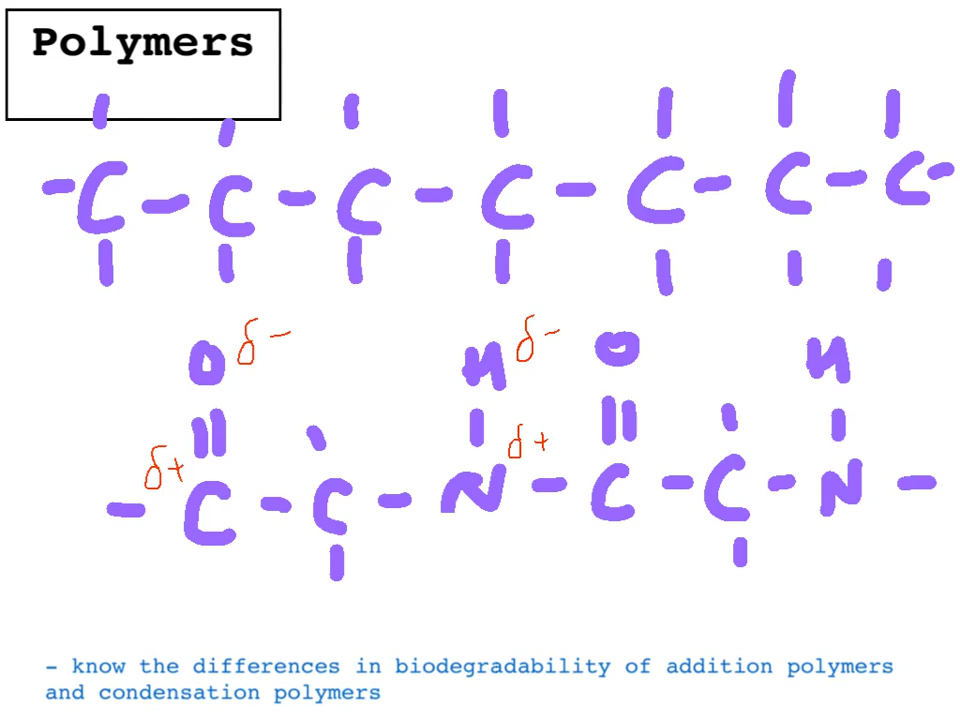 Polymers
- C - C - C - C - C - C - C -
O δ- H δ- O H
δ+ δ+
- C - C - N - C - C - N -
- know the differences in biodegradability of addition polymers
and condensation polymers